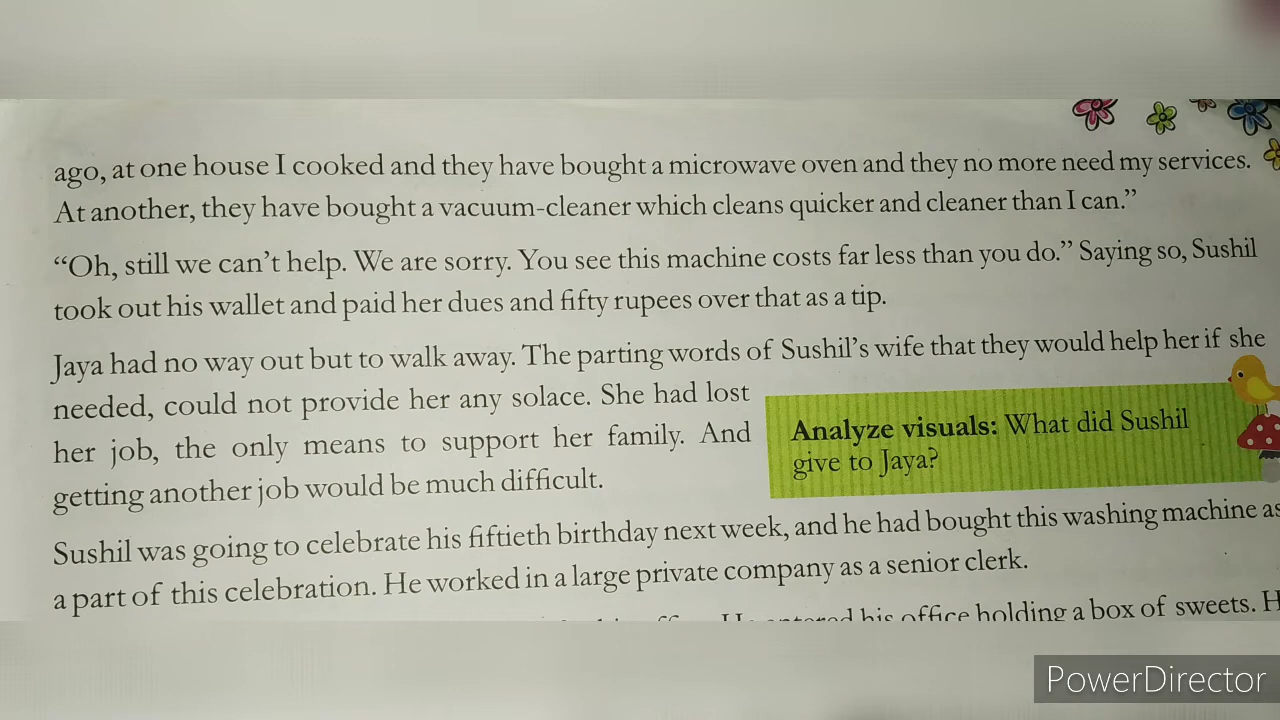 ago, at one house I cooked and they have bought a microwave oven and they no more need my services.
At another, they have bought a vacuum-cleaner which cleans quicker and cleaner than I can.”
“Oh, still we can’t help. We are sorry. You see this machine costs far less than you do.” Saying so, Sushil
took out his wallet and paid her dues and fifty rupees over that as a tip.
Jaya had no way out but to walk away. The parting words of Sushil’s wife that they would help her if she
needed, could not provide her any solace. She had lost
her job, the only means to support her family. And
getting another job would be much difficult.
Analyze visuals: What did Sushil
give to Jaya?
Sushil was going to celebrate his fiftieth birthday next week, and he had bought this washing machine as
a part of this celebration. He worked in a large private company as a senior clerk.
his office holding a box of sweets. H
PowerDirector